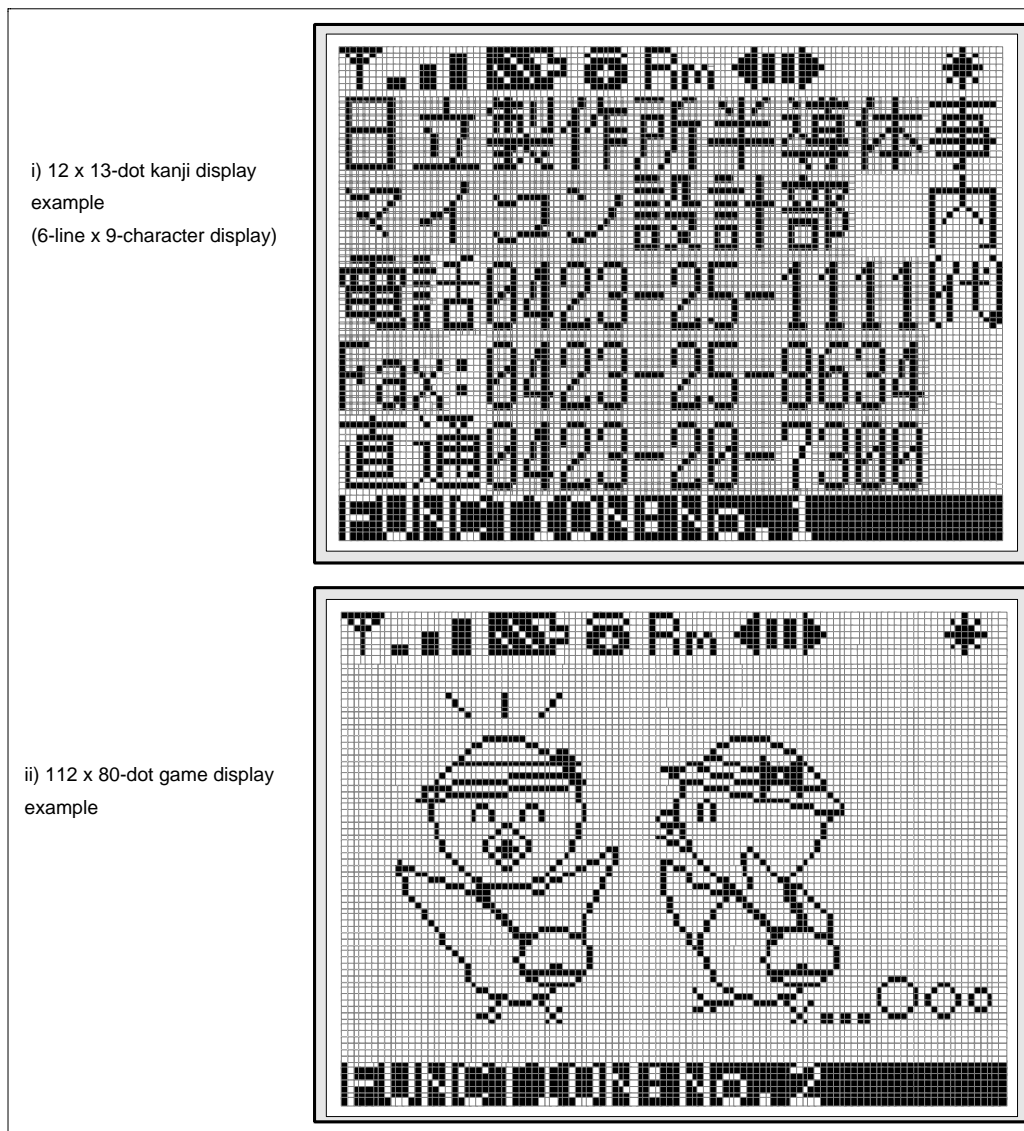 i) 12 x 13-dot kanji display
example
(6-line x 9-character display)
Rm
日立製作所半導体事
マイコン設計部 内
電話0423-25-1111代
Fax:0423-25-8634
直通0423-20-7300
FUNCTION:No. 1
ii) 112 x 80-dot game display
example
Rm
FUNCTION:No. 2